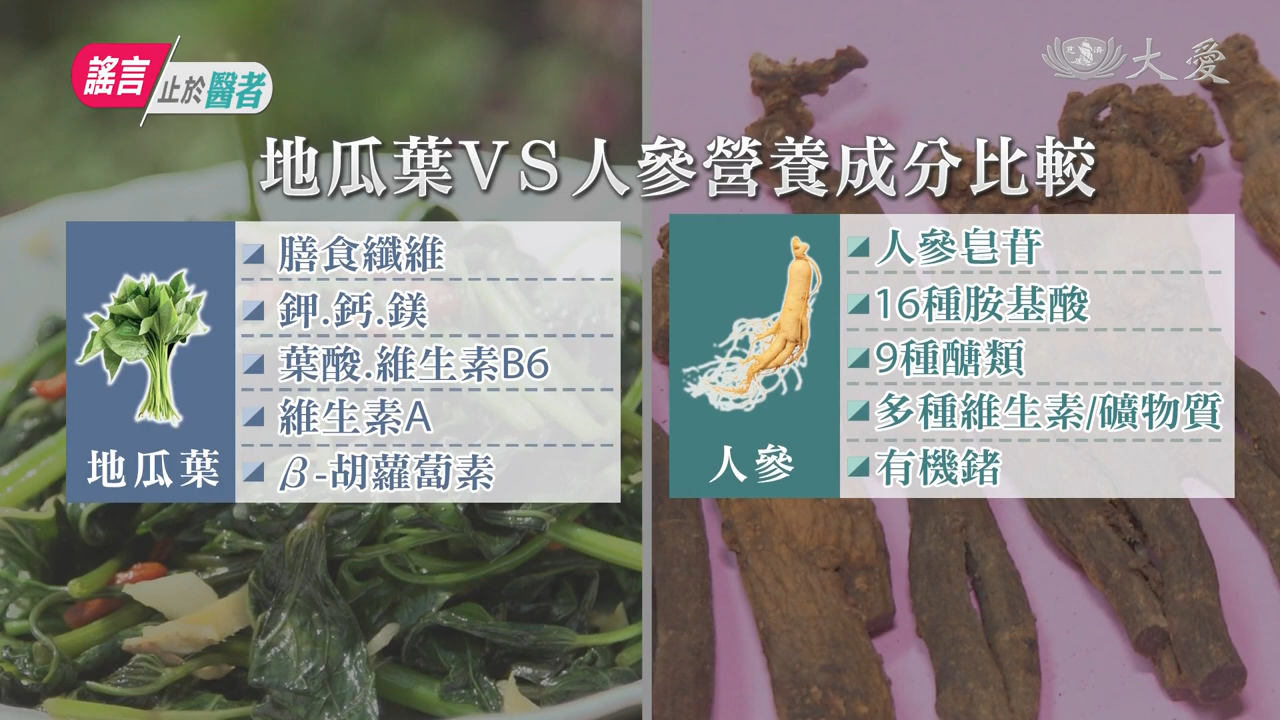 謠言
止於醫者
慈濟
大愛
地瓜葉VS人參營養成分比較
膳食纖維
鉀.鈣.鎂
葉酸.維生素B6
維生素A
β-胡蘿蔔素
地瓜葉
人參皂苷
16種胺基酸
9種醣類
多種維生素/礦物質
有機鍺
人參